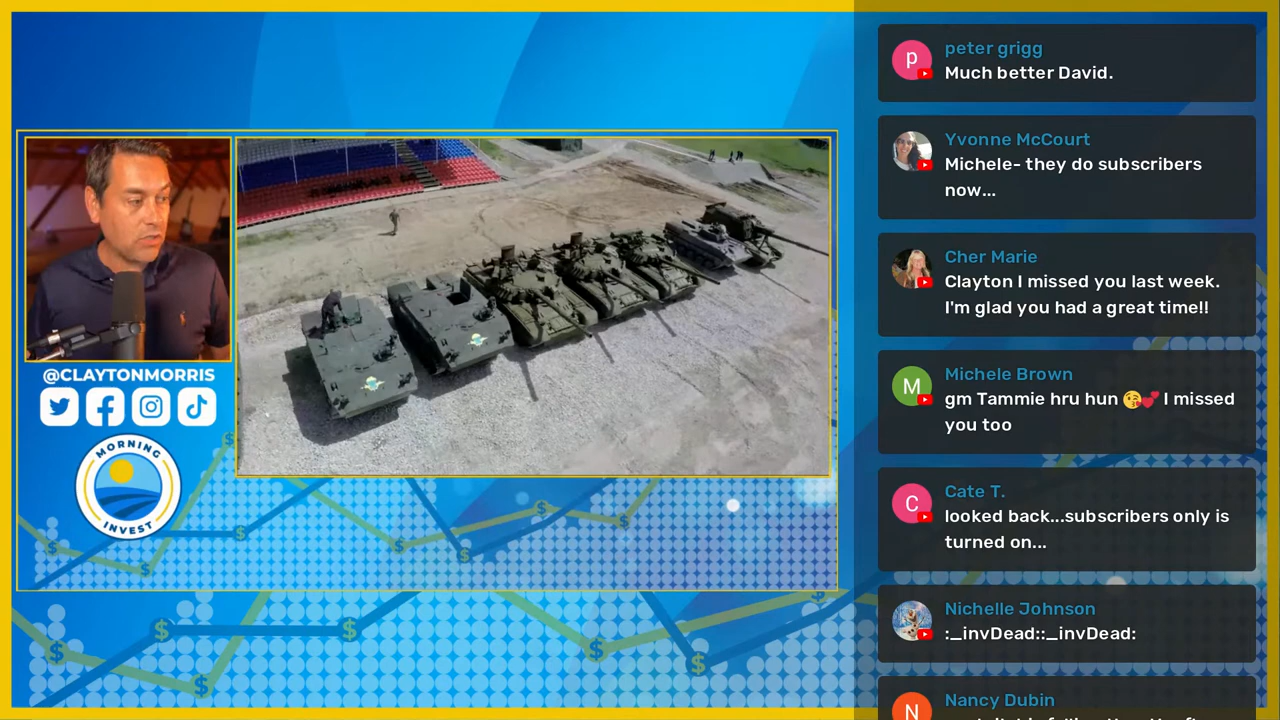 @CLAYTONMORRIS
MORNING
INVEST
p
peter grigg
Much better David.
Yvonne McCourt
Michele- they do subscribers
now...
Cher Marie
Clayton I missed you last week.
I'm glad you had a great time!!
M
Michele Brown
gm Tammie hru hun 😘💕 I missed
you too
C
Cate T.
looked back...subscribers only is
turned on...
Nichelle Johnson
:_invDead::_invDead:
N
Nancy Dubin